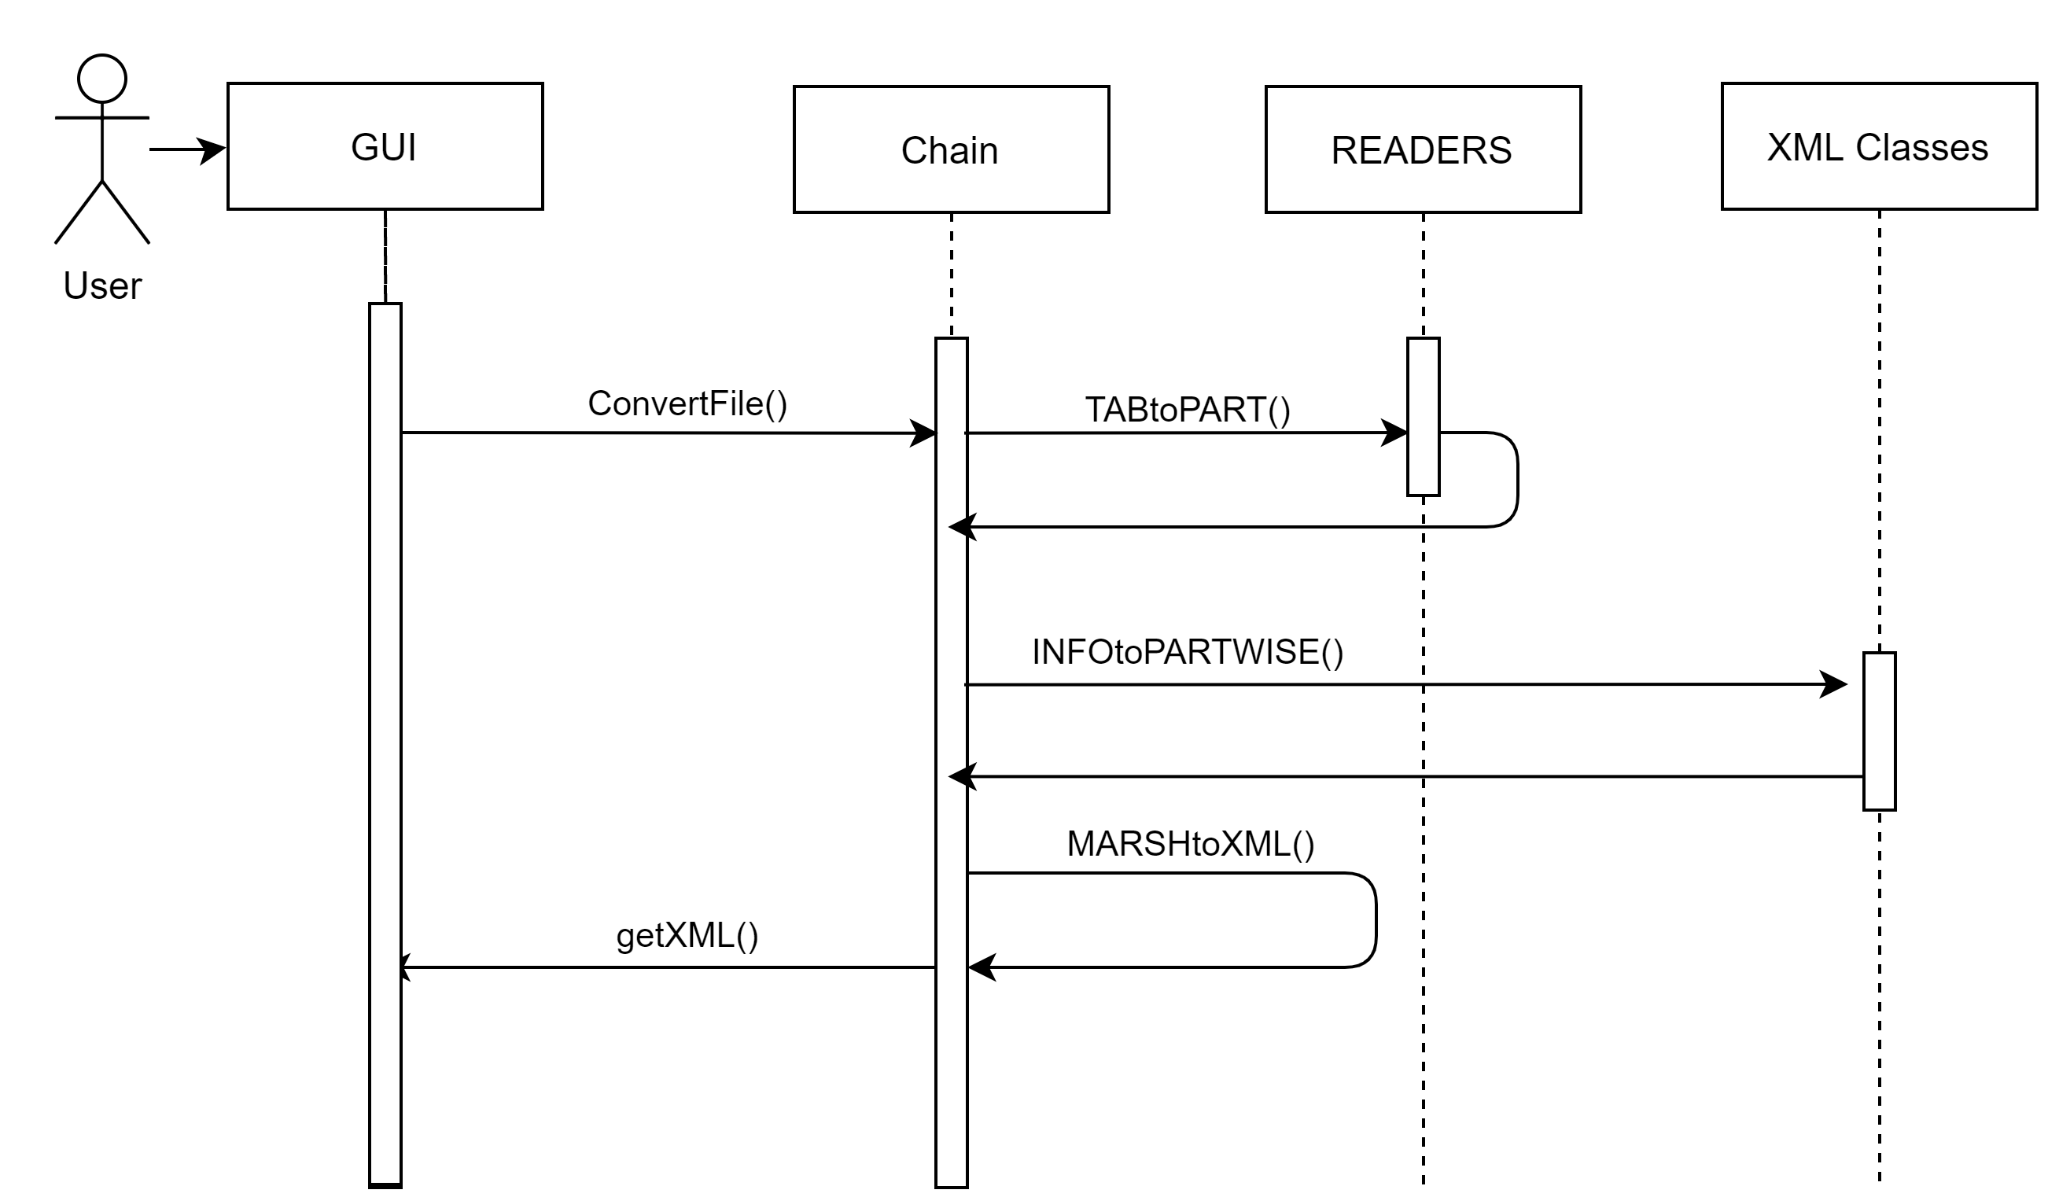 GUI
Chain
READERS
XML Classes
User
ConvertFile()
TABtoPART()
INFOtoPARTWISE()
MARSHtoXML()
getXML()